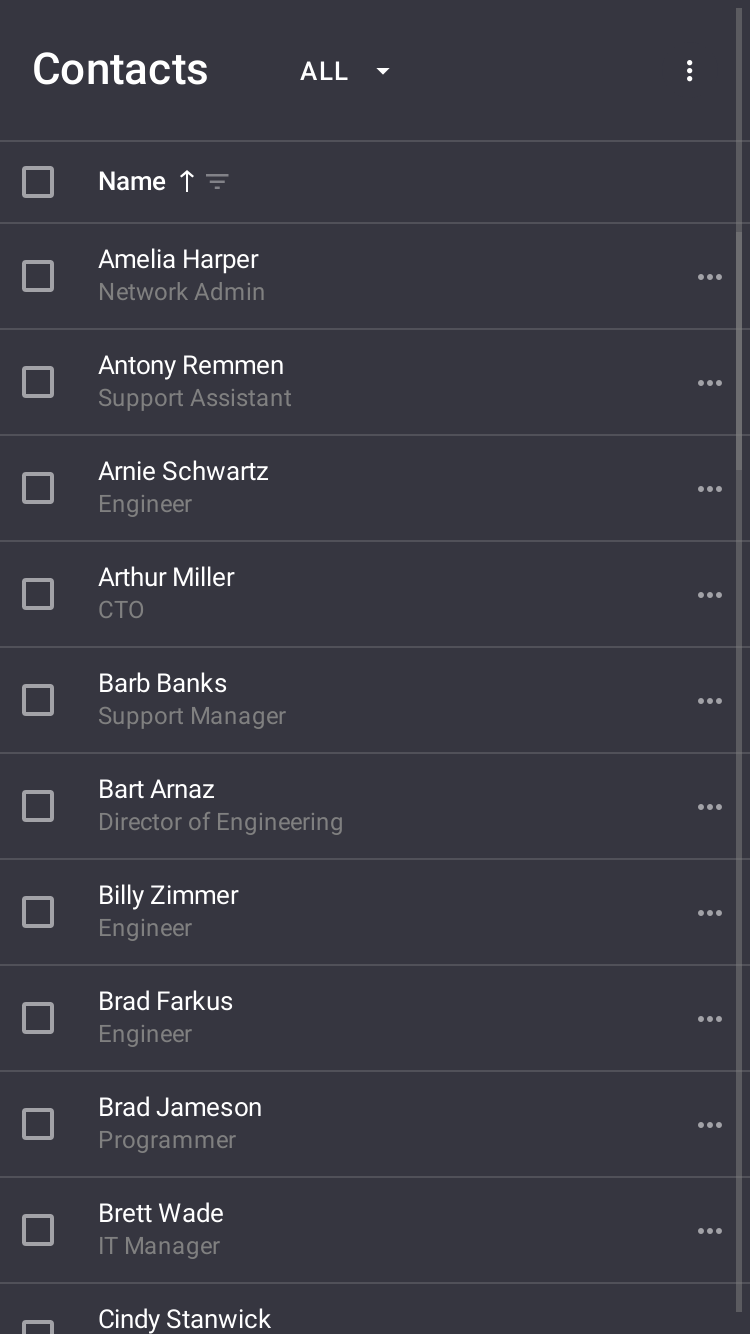 Contacts ALL
Name
Amelia Harper
Network Admin
Antony Remmen
Support Assistant
Arnie Schwartz
Engineer
Arthur Miller
CTO
Barb Banks
Support Manager
Bart Arnaz
Director of Engineering
Billy Zimmer
Engineer
Brad Farkus
Engineer
Brad Jameson
Programmer
Brett Wade
IT Manager
Cindy Stanwick